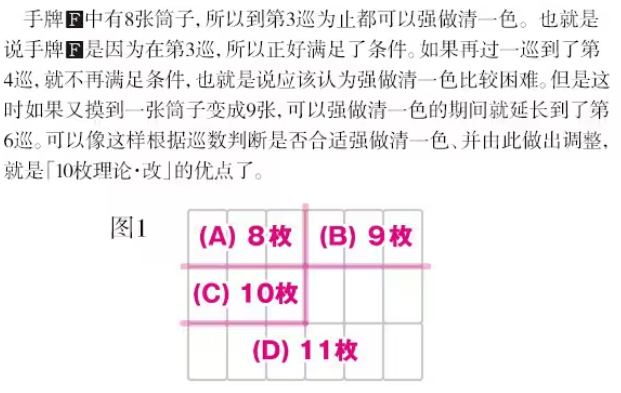 手牌F中有8张筒子,所以到第3巡为止都可以强做清一色。也就是
说手牌F是因为在第3巡,所以正好满足了条件。如果再过一巡到了第
4巡,就不再满足条件,也就是说应该认为强做清一色比较困难。但是这
时如果又摸到一张筒子变成9张,可以强做清一色的期间就延长到了第
6巡。可以像这样根据巡数判断是否合适强做清一色、并由此做出调整,
就是「10枚理论·改」的优点了。
图1
(A) 8枚 (B) 9枚
(C) 10枚
(D) 11枚